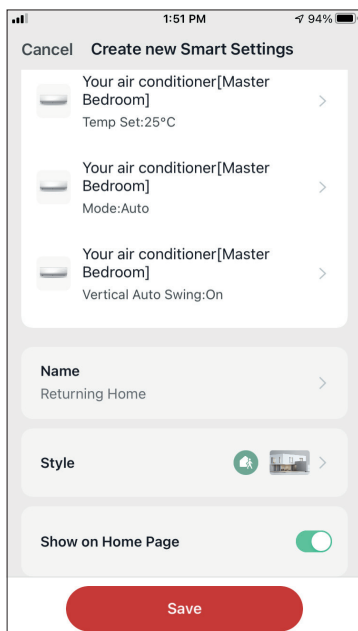 1:51 PM
94%
Cancel
Create new Smart Settings
Your air conditioner[Master
Bedroom]
Temp Set:25°C
Your air conditioner[Master
Bedroom]
Mode:Auto
Your air conditioner[Master
Bedroom]
Vertical Auto Swing:On
Name
Returning Home
Style
Show on Home Page
Save